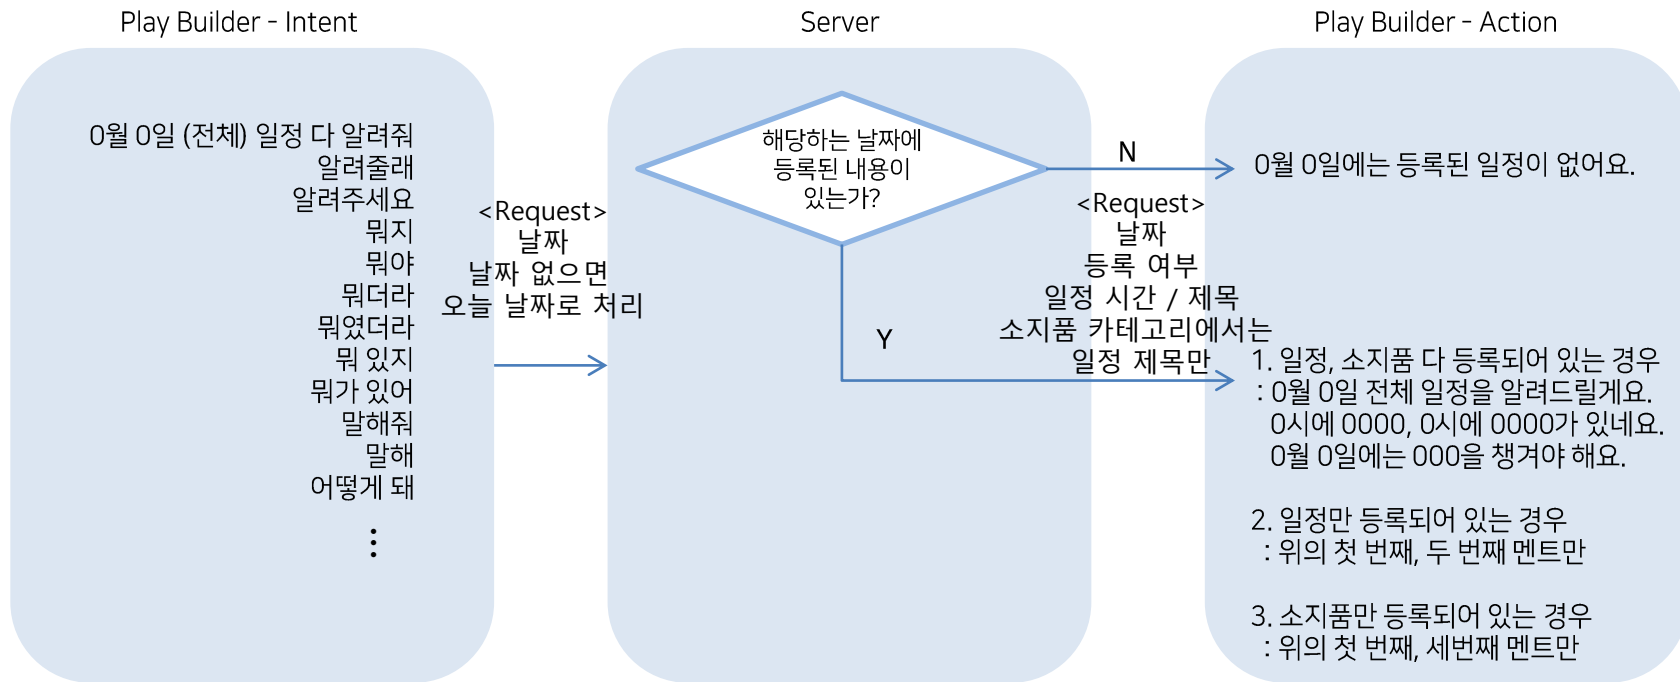 Play Builder - Intent
Server
Play Builder - Action
0월 0일 (전체) 일정 다 알려줘
알려줄래
알려주세요
뭐지
뭐야
뭐더라
뭐였더라
뭐 있지
뭐가 있어
말해줘
말해
어떻게 돼
⋮
<Request>
날짜
날짜 없으면
오늘 날짜로 처리
해당하는 날짜에
등록된 내용이
있는가?
N
Y
<Request>
날짜
등록 여부
일정 시간 / 제목
소지품 카테고리에서는
일정 제목만
0월 0일에는 등록된 일정이 없어요.
1. 일정, 소지품 다 등록되어 있는 경우
: 0월 0일 전체 일정을 알려드릴게요.
0시에 0000, 0시에 0000가 있네요.
0월 0일에는 000을 챙겨야 해요.
2. 일정만 등록되어 있는 경우
: 위의 첫 번째, 두 번째 멘트만
3. 소지품만 등록되어 있는 경우
: 위의 첫 번째, 세번째 멘트만